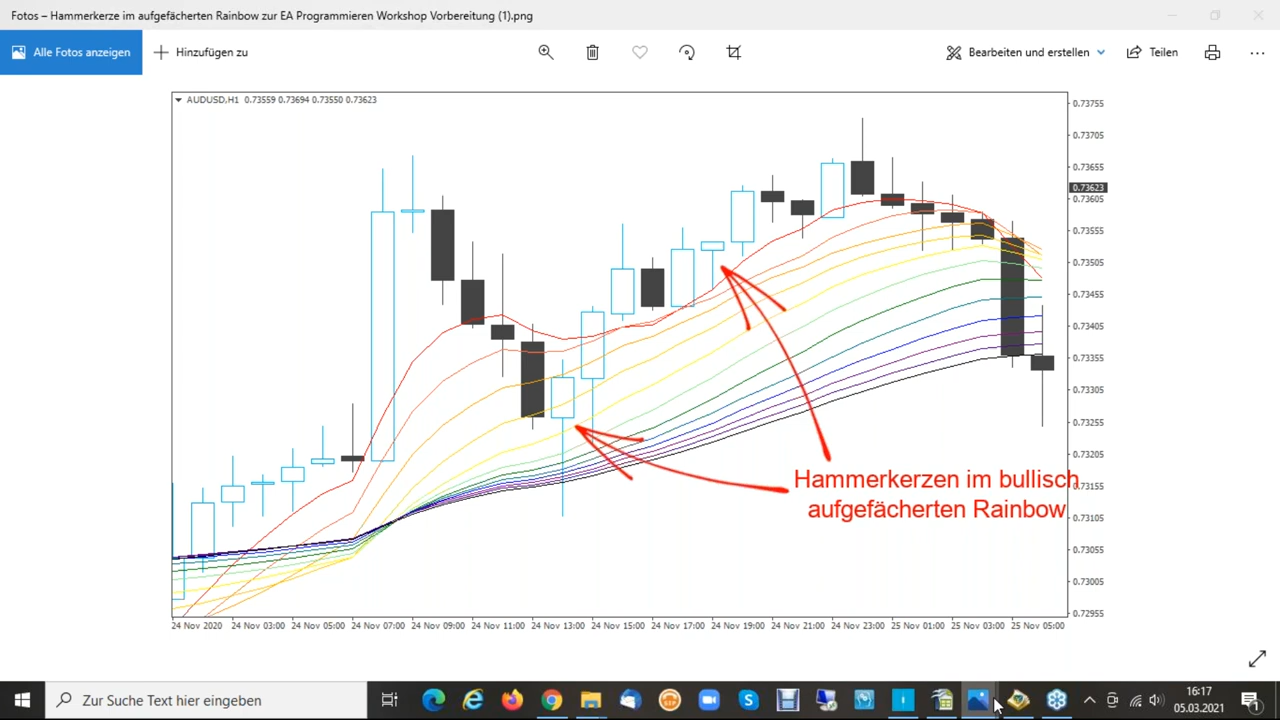 Fotos – Hammerkerze im aufgefächerten Rainbow zur EA Programmieren Workshop Vorbereitung (1).png
Alle Fotos anzeigen
Hinzufügen zu
Bearbeiten und erstellen
Teilen
AUDUSD,H1 0.73559 0.73694 0.73550 0.73623
0.73755
0.73705
0.73655
0.73623
0.73605
0.73555
0.73505
0.73455
0.73405
0.73355
0.73305
0.73255
0.73205
0.73155
0.73105
0.73055
0.73005
0.72955
Hammerkerzen im bullisch
aufgefächerten Rainbow
24 Nov 2020 24 Nov 03:00 24 Nov 05:00 24 Nov 07:00 24 Nov 09:00 24 Nov 11:00 24 Nov 13:00 24 Nov 15:00 24 Nov 17:00 24 Nov 19:00 24 Nov 21:00 24 Nov 23:00 25 Nov 01:00 25 Nov 03:00 25 Nov 05:00
Zur Suche Text hier eingeben
16:17
05.03.2021
1